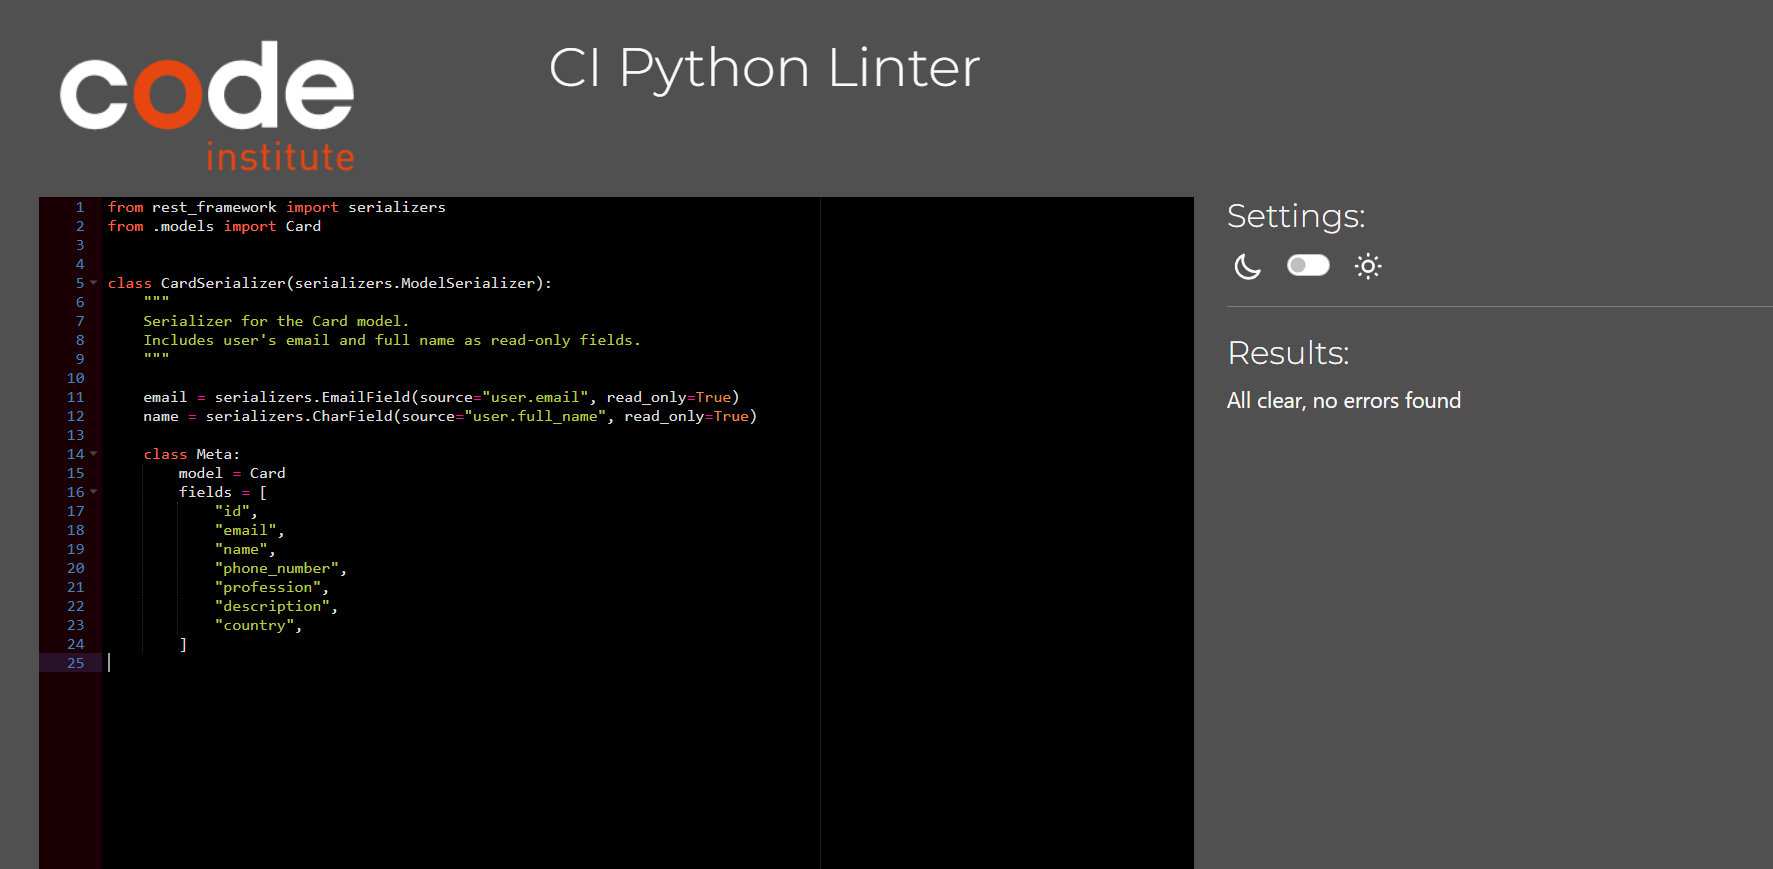 code
institute
CI Python Linter
1 from rest_framework import serializers
2 from .models import Card
3
4
5 class CardSerializer(serializers.ModelSerializer):
6     """
7     Serializer for the Card model.
8     Includes user's email and full name as read-only fields.
9     """
10
11     email = serializers.EmailField(source="user.email", read_only=True)
12     name = serializers.CharField(source="user.full_name", read_only=True)
13
14     class Meta:
15         model = Card
16         fields = [
17             "id",
18             "email",
19             "name",
20             "phone_number",
21             "profession",
22             "description",
23             "country",
24         ]
25
Settings:
Results:
All clear, no errors found